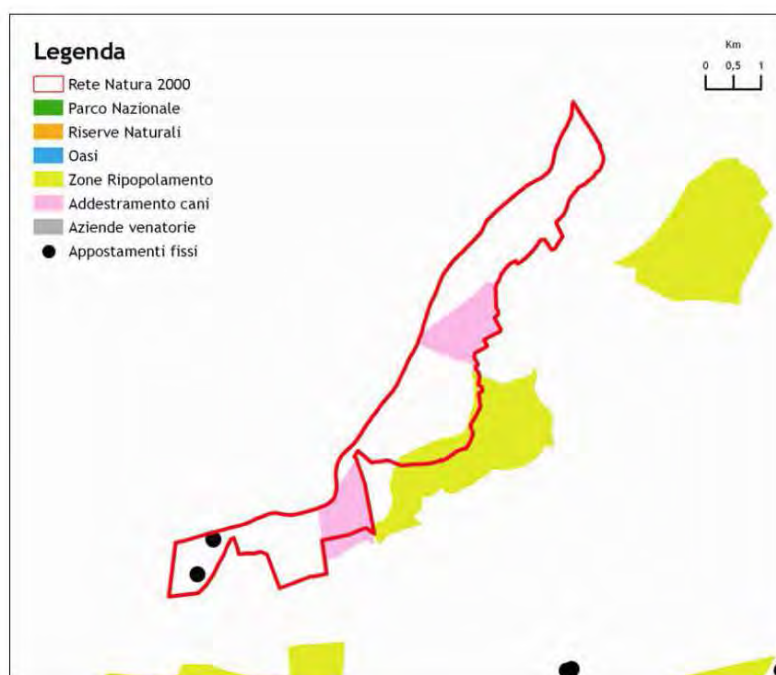 Legenda
Rete Natura 2000
Parco Nazionale
Riserve Naturali
Oasi
Zone Ripopolamento
Addestramento cani
Aziende venatorie
Appostamenti fissi
Km
0 0,5 1